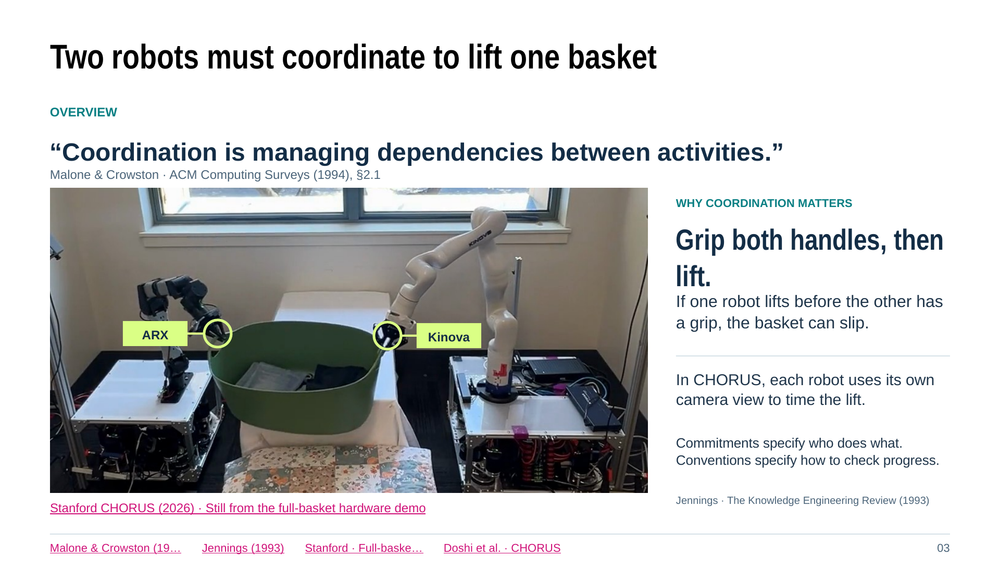 Two robots must coordinate to lift one basket
OVERVIEW
“Coordination is managing dependencies between activities.”
Malone & Crowston · ACM Computing Surveys (1994), §2.1
KINOVA
ARX
Kinova
Stanford CHORUS (2026) · Still from the full-basket hardware demo
WHY COORDINATION MATTERS
Grip both handles, then
lift.
If one robot lifts before the other has
a grip, the basket can slip.
In CHORUS, each robot uses its own
camera view to time the lift.
Commitments specify who does what.
Conventions specify how to check progress.
Jennings · The Knowledge Engineering Review (1993)
Malone & Crowston (19…
Jennings (1993)
Stanford · Full-baske…
Doshi et al. · CHORUS
03